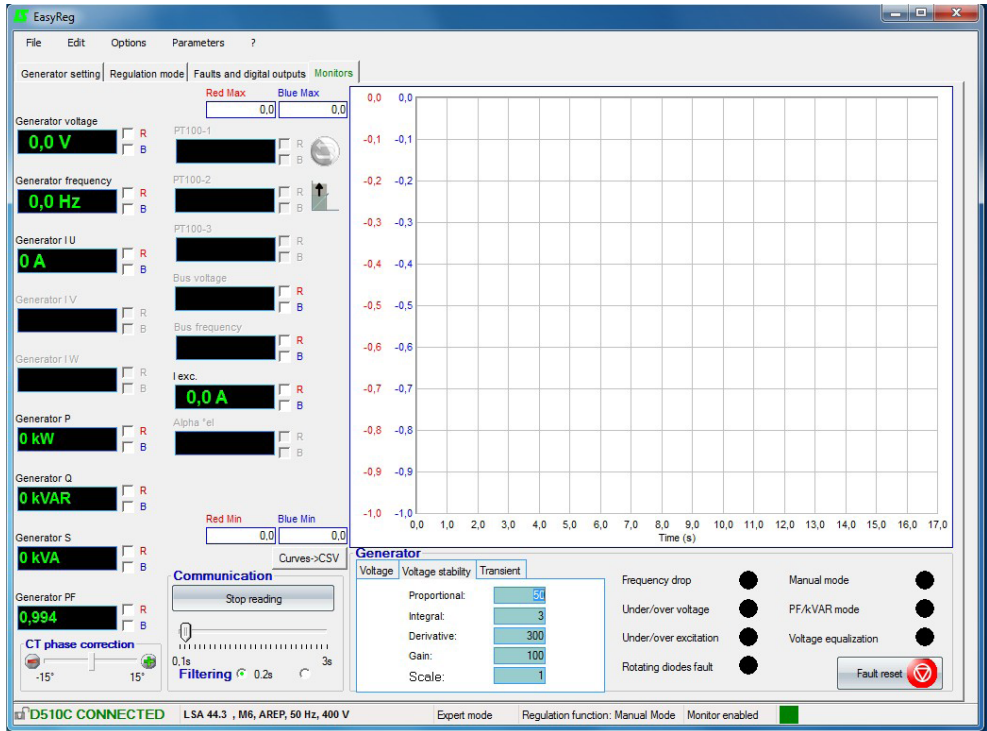 EasyReg
File Edit Options Parameters ?
Generator setting Regulation mode Faults and digital outputs Monitors
Red Max Blue Max
0,0 0,0
Generator voltage
0,0 V
R
B
Generator frequency
0,0 Hz
R
B
Generator I U
0 A
R
B
Generator I V
R
B
Generator I W
R
B
Generator P
0 kW
R
B
Generator Q
0 kVAR
R
B
Generator S
0 kVA
R
B
Generator PF
0,994
R
B
CT phase correction
-15° 15°
PT100-1
R
B
PT100-2
R
B
PT100-3
R
B
Bus voltage
R
B
Bus frequency
R
B
I exc.
0,0 A
R
B
Alpha °el
R
B
Red Min Blue Min
0,0 0,0
Curves->CSV
Communication
Stop reading
0,1s 3s
Filtering 0.2s
0,0 0,0
-0,1 -0,1
-0,2 -0,2
-0,3 -0,3
-0,4 -0,4
-0,5 -0,5
-0,6 -0,6
-0,7 -0,7
-0,8 -0,8
-0,9 -0,9
-1,0 -1,0
0,0 1,0 2,0 3,0 4,0 5,0 6,0 7,0 8,0 9,0 10,0 11,0 12,0 13,0 14,0 15,0 16,0 17,0
Time (s)
Generator
Voltage Voltage stability Transient
Proportional: 50
Integral: 3
Derivative: 300
Gain: 100
Scale: 1
Frequency drop
Under/over voltage
Under/over excitation
Rotating diodes fault
Manual mode
PF/kVAR mode
Voltage equalization
Fault reset
D510C CONNECTED LSA 44.3 , M6, AREP, 50 Hz, 400 V Expert mode Regulation function: Manual Mode Monitor enabled